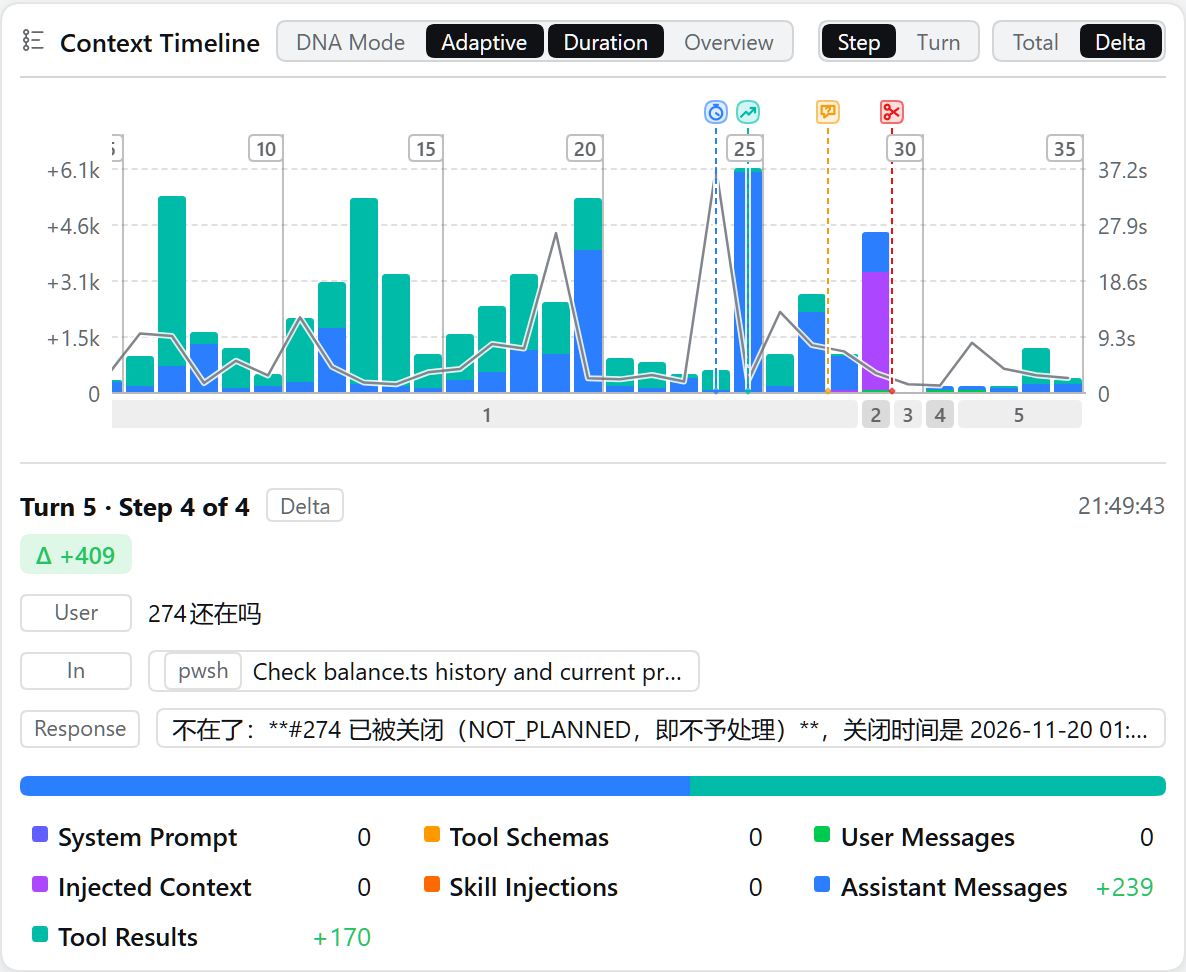 Context Timeline
DNA Mode Adaptive Duration Overview
Step Turn
Total Delta
10 15 20 25 30 35
+6.1k
+4.6k
+3.1k
+1.5k
0
37.2s
27.9s
18.6s
9.3s
0
1 2 3 4 5
Turn 5 · Step 4 of 4 Delta 21:49:43
Δ +409
User 274还在吗
In pwsh Check balance.ts history and current pr...
Response 不在了：**#274 已被关闭（NOT_PLANNED，即不予处理）**，关闭时间是 2026-11-20 01:...
System Prompt 0 Tool Schemas 0 User Messages 0
Injected Context 0 Skill Injections 0 Assistant Messages +239
Tool Results +170